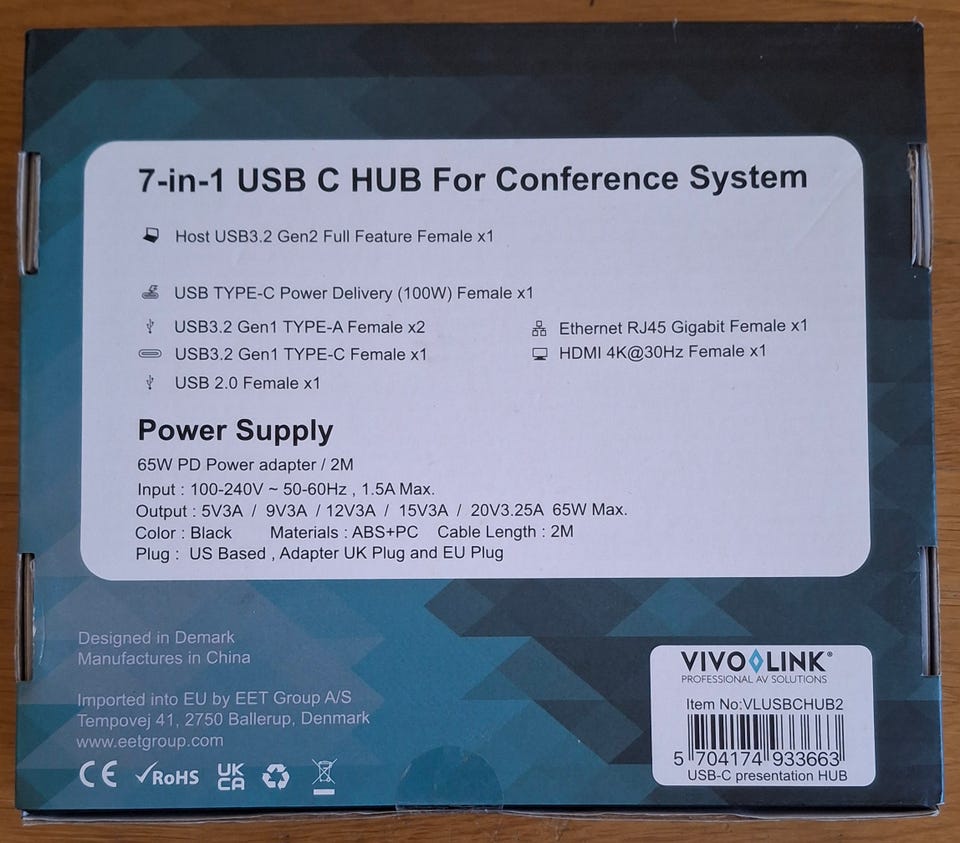 7-in-1 USB C HUB For Conference System
Host USB3.2 Gen2 Full Feature Female x1
USB TYPE-C Power Delivery (100W) Female x1
USB3.2 Gen1 TYPE-A Female x2
Ethernet RJ45 Gigabit Female x1
USB3.2 Gen1 TYPE-C Female x1
HDMI 4K@30Hz Female x1
USB 2.0 Female x1
Power Supply
65W PD Power adapter / 2M
Input : 100-240V ~ 50-60Hz , 1.5A Max.
Output : 5V3A / 9V3A / 12V3A / 15V3A / 20V3.25A 65W Max.
Color : Black Materials : ABS+PC Cable Length : 2M
Plug : US Based , Adapter UK Plug and EU Plug
Designed in Demark
Manufactures in China
Imported into EU by EET Group A/S
Tempovej 41, 2750 Ballerup, Denmark
www.eetgroup.com
CE ✓RoHS UK CA
VIVOLINK®
PROFESSIONAL AV SOLUTIONS
Item No:VLUSBCHUB2
5 704174 933663
USB-C presentation HUB